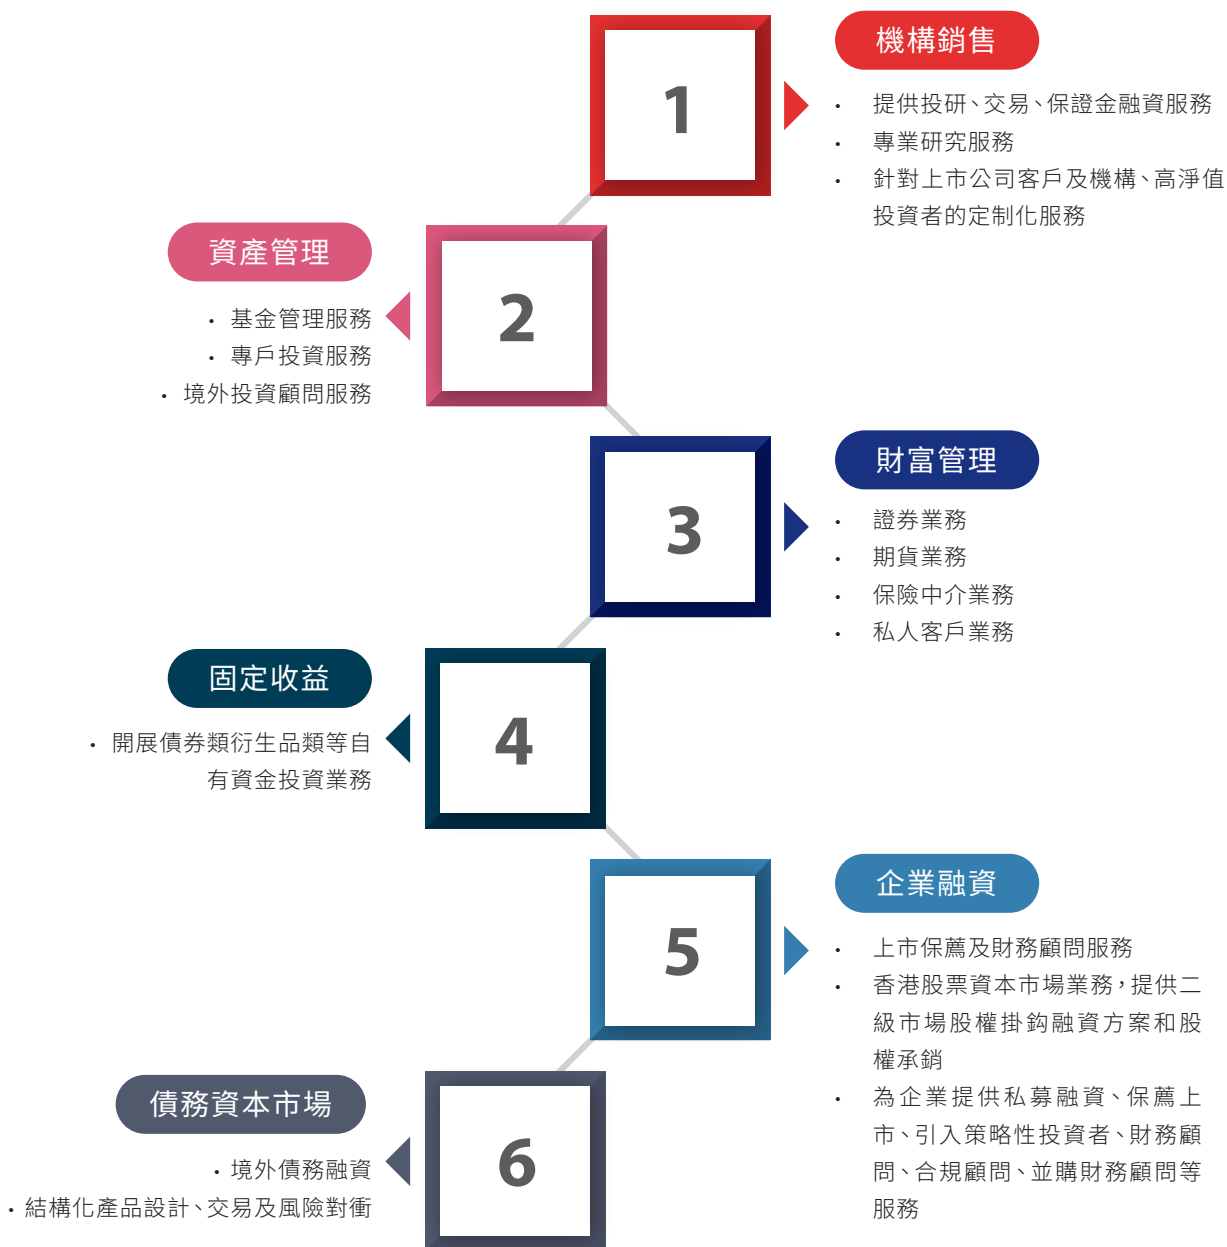 1
機構銷售
• 提供投研、交易、保證金融資服務
• 專業研究服務
• 針對上市公司客戶及機構、高淨值
投資者的定制化服務
2
資產管理
• 基金管理服務
• 專戶投資服務
• 境外投資顧問服務
3
財富管理
• 證券業務
• 期貨業務
• 保險中介業務
• 私人客戶業務
4
固定收益
• 開展債券類衍生品類等自
有資金投資業務
5
企業融資
• 上市保薦及財務顧問服務
• 香港股票資本市場業務，提供二
級市場股權掛鈎融資方案和股
權承銷
• 為企業提供私募融資、保薦上
市、引入策略性投資者、財務顧
問、合規顧問、並購財務顧問等
服務
6
債務資本市場
• 境外債務融資
• 結構化產品設計、交易及風險對衝